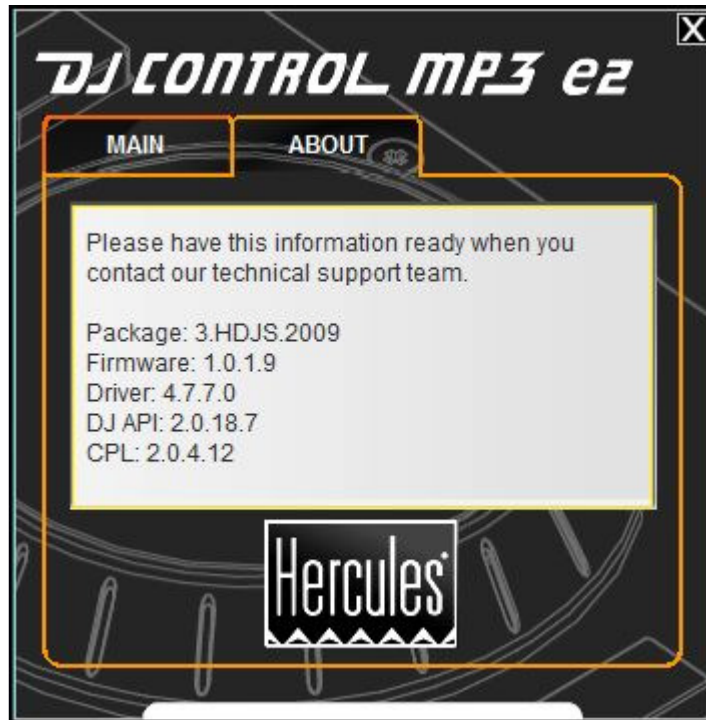 X
DJ CONTROL MP3 e2
MAIN ABOUT
Please have this information ready when you
contact our technical support team.
Package: 3.HDJS.2009
Firmware: 1.0.1.9
Driver: 4.7.7.0
DJ API: 2.0.18.7
CPL: 2.0.4.12
Hercules